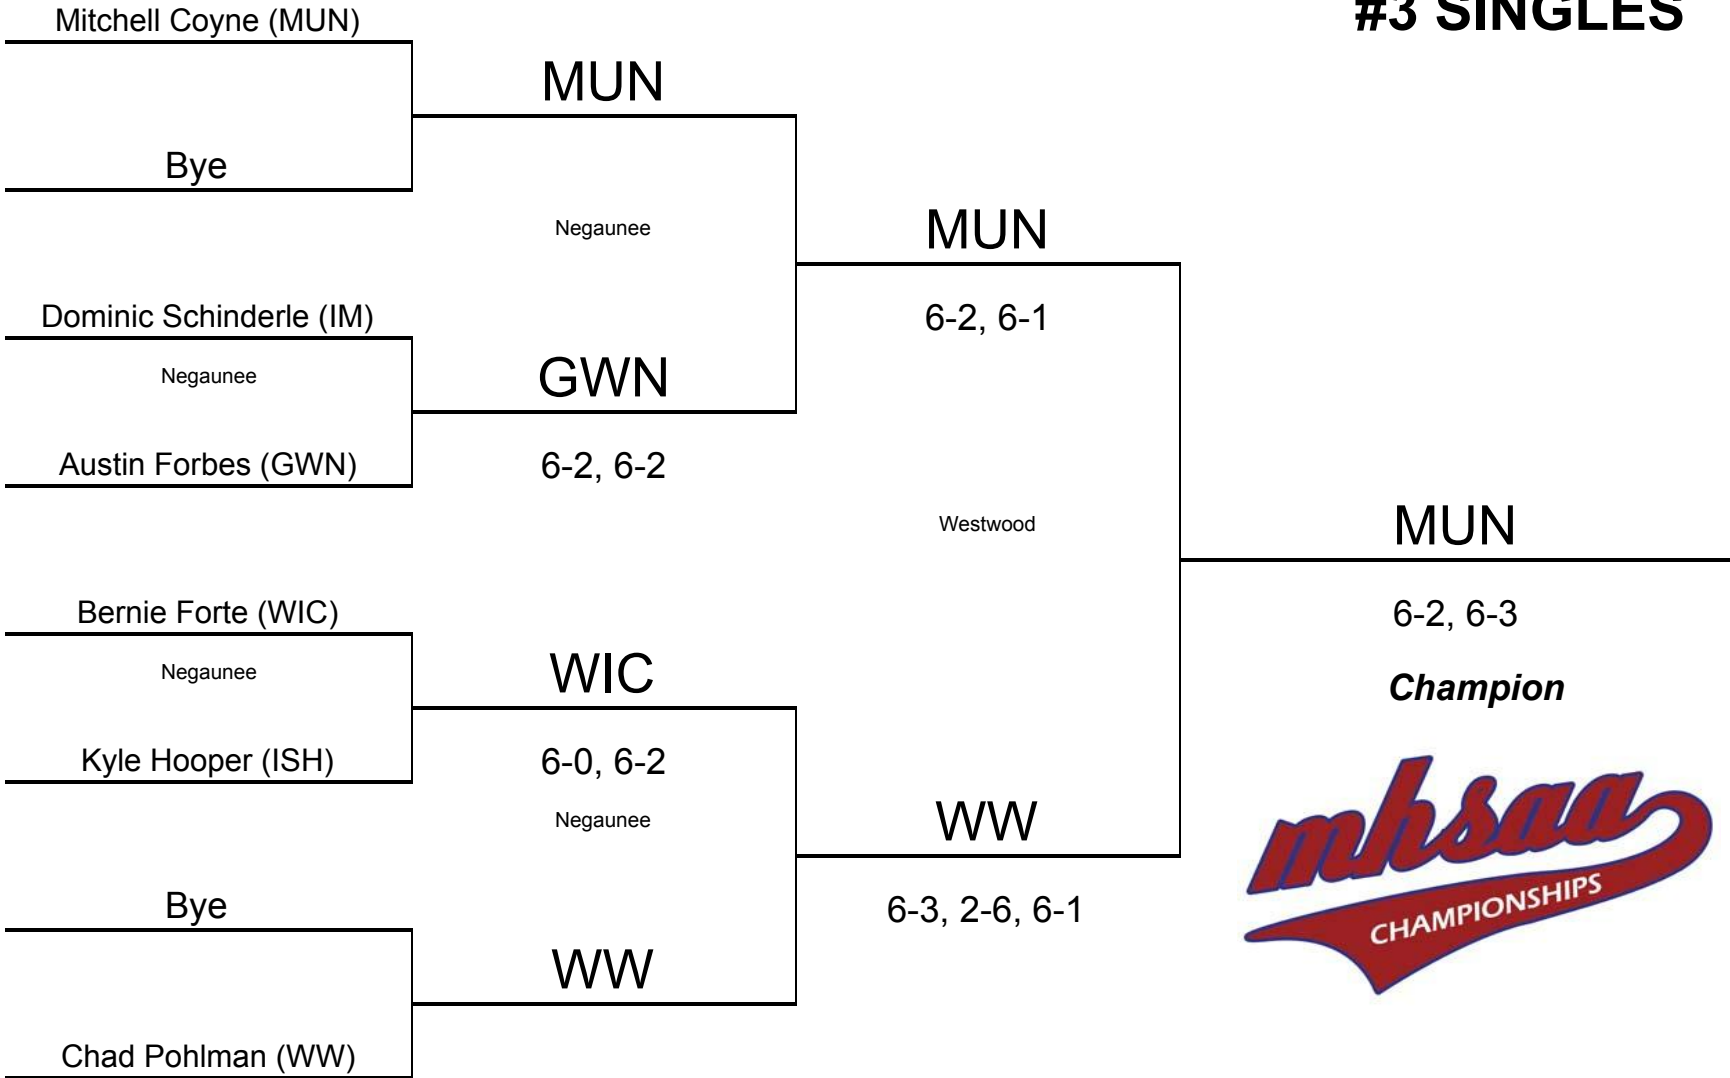 #3 SINGLES
Mitchell Coyne (MUN)
MUN
Bye
Negaunee
MUN
Dominic Schinderle (IM)
6-2, 6-1
Negaunee
GWN
Austin Forbes (GWN)
6-2, 6-2
Westwood
MUN
Bernie Forte (WIC)
6-2, 6-3
Negaunee
WIC
Champion
Kyle Hooper (ISH)
6-0, 6-2
Negaunee
WW
mhsaa
CHAMPIONSHIPS
Bye
6-3, 2-6, 6-1
WW
Chad Pohlman (WW)